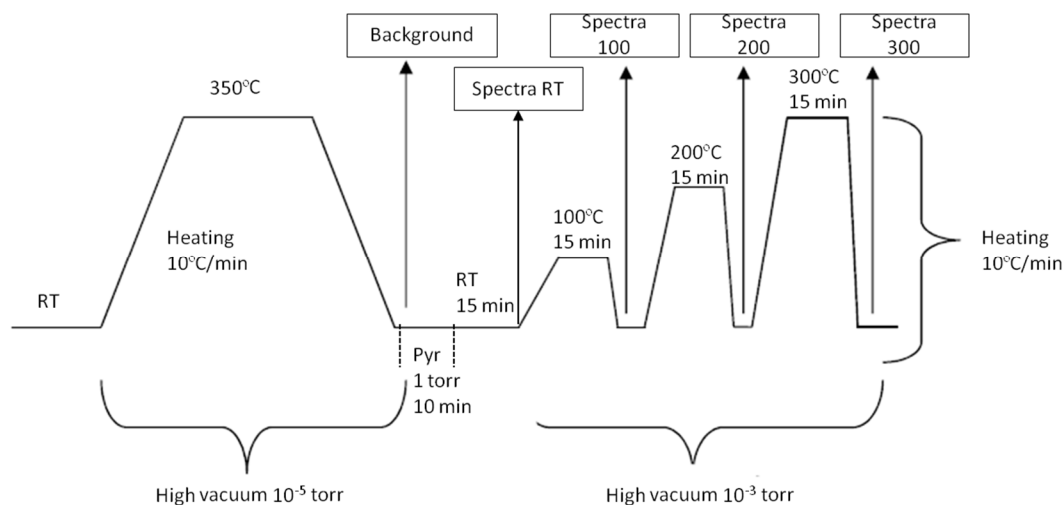 Background
Spectra
100
Spectra
200
Spectra
300
350°C
Spectra RT
300°C
15 min
200°C
15 min
100°C
15 min
Heating
10°C/min
Heating
10°C/min
RT
RT
15 min
Pyr
1 torr
10 min
High vacuum 10⁻⁵ torr
High vacuum 10⁻³ torr